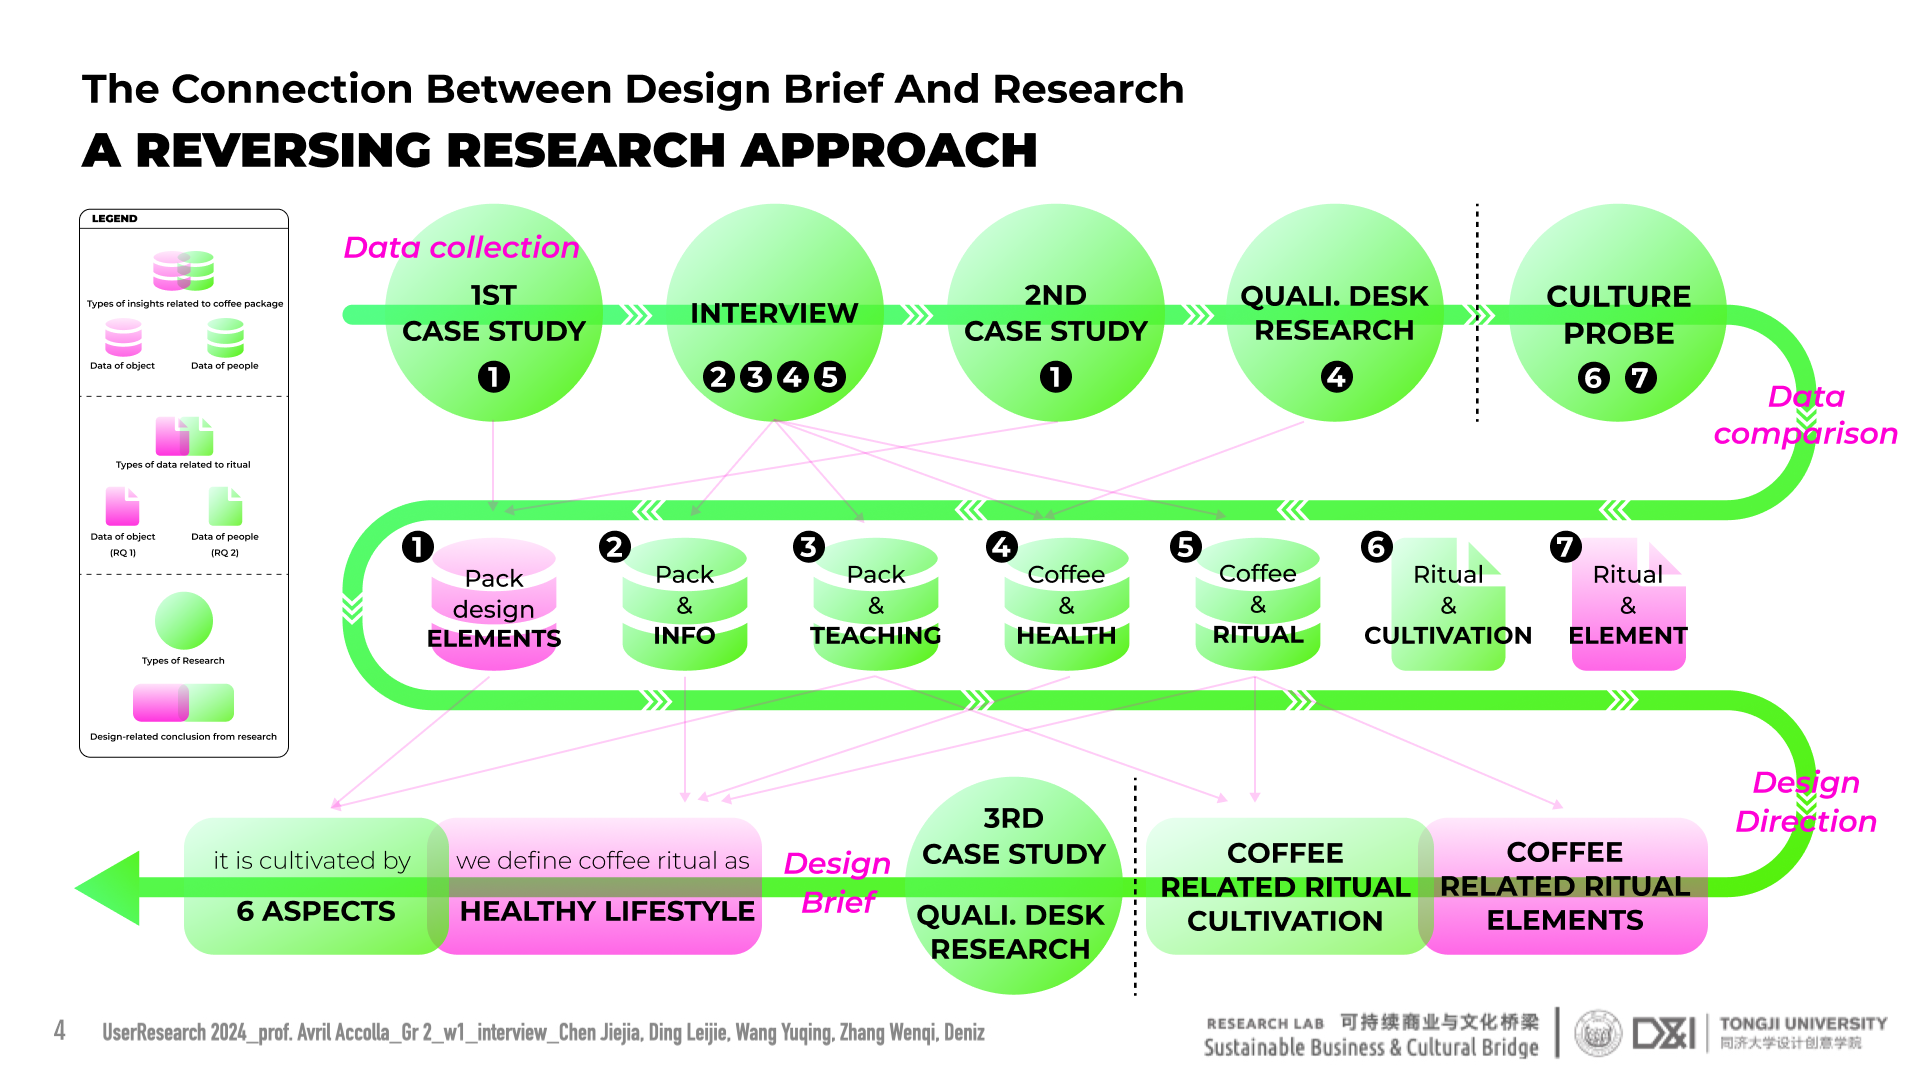 The Connection Between Design Brief And Research
A REVERSING RESEARCH APPROACH
LEGEND
Types of insights related to coffee package
Data of object
Data of people
Types of data related to ritual
Data of object
(RQ 1)
Data of people
(RQ 2)
Types of Research
Design-related conclusion from research
Data collection
1ST
CASE STUDY
1
INTERVIEW
2 3 4 5
2ND
CASE STUDY
1
QUALI. DESK
RESEARCH
4
CULTURE
PROBE
6 7
Data
comparison
1
Pack
design
ELEMENTS
2
Pack
&
INFO
3
Pack
&
TEACHING
4
Coffee
&
HEALTH
5
Coffee
&
RITUAL
6
Ritual
&
CULTIVATION
7
Ritual
&
ELEMENT
Design
Direction
it is cultivated by
6 ASPECTS
we define coffee ritual as
HEALTHY LIFESTYLE
Design
Brief
3RD
CASE STUDY
QUALI. DESK
RESEARCH
COFFEE
RELATED RITUAL
CULTIVATION
COFFEE
RELATED RITUAL
ELEMENTS
4
UserResearch 2024_prof. Avril Accolla_Gr 2_w1_interview_Chen Jiejia, Ding Leijie, Wang Yuqing, Zhang Wenqi, Deniz
RESEARCH LAB 可持续商业与文化桥梁
Sustainable Business & Cultural Bridge
D&I
TONGJI UNIVERSITY
同济大学设计创意学院